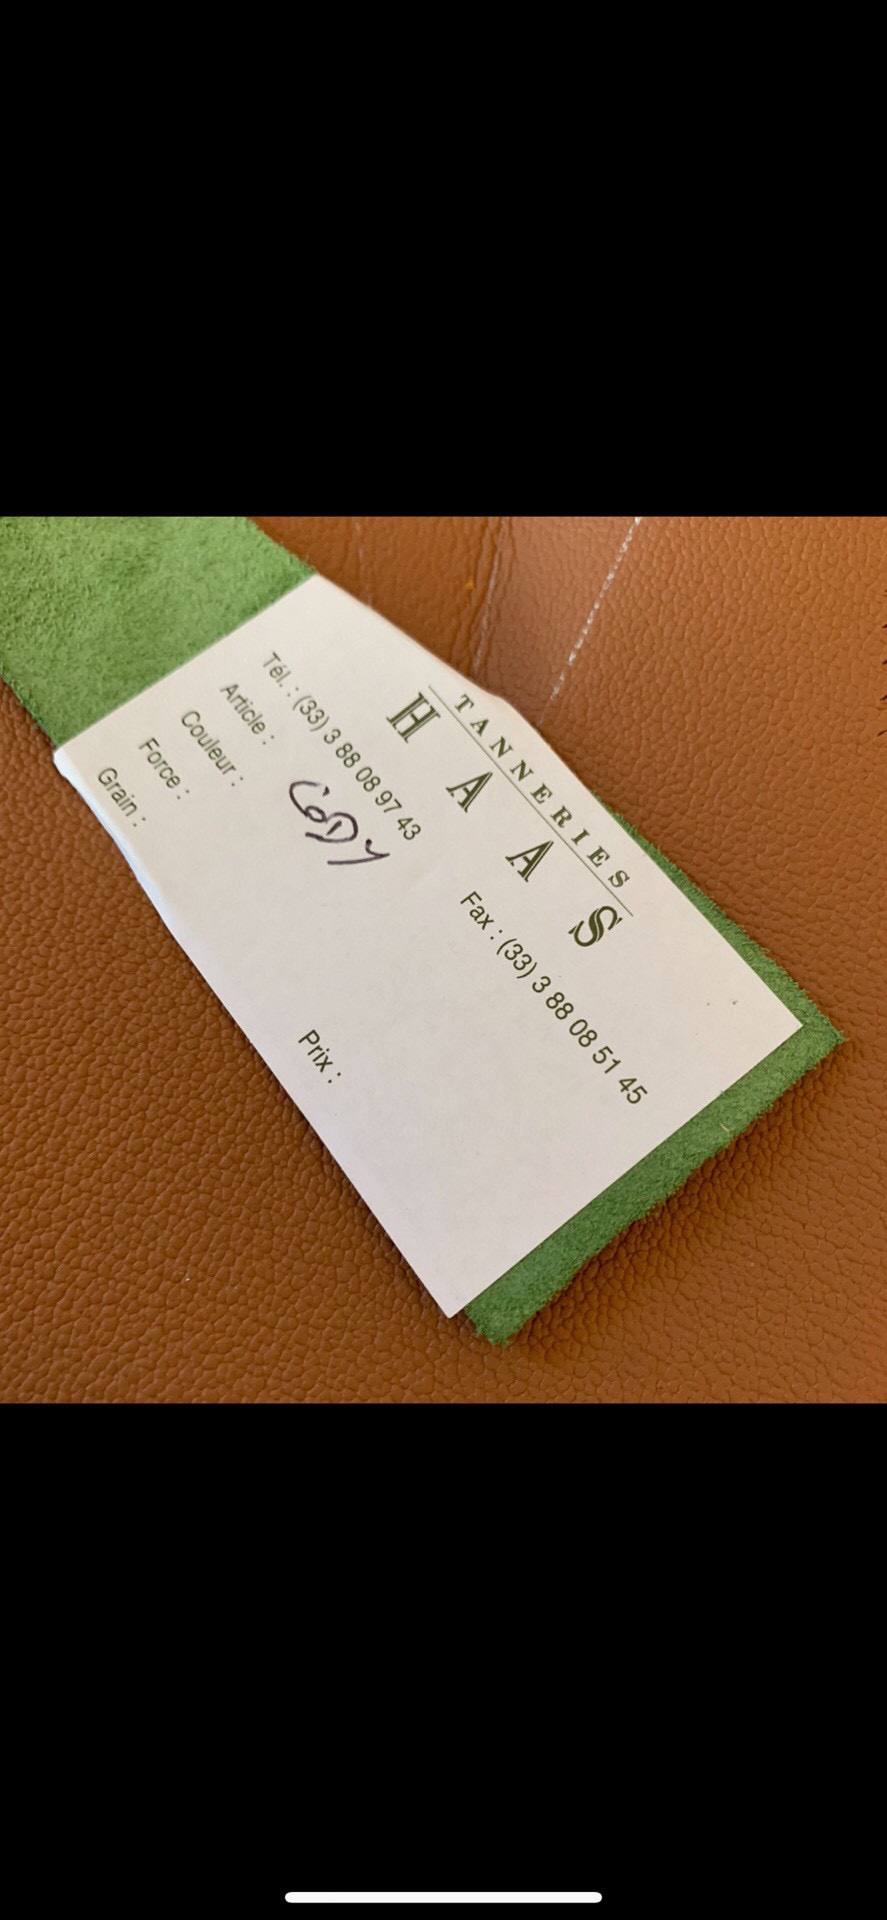 TANNERIES
HAAS
Tél. : (33) 3 88 08 97 43 Fax : (33) 3 88 08 51 45
Article : CODY
Couleur :
Force :
Grain : Prix :